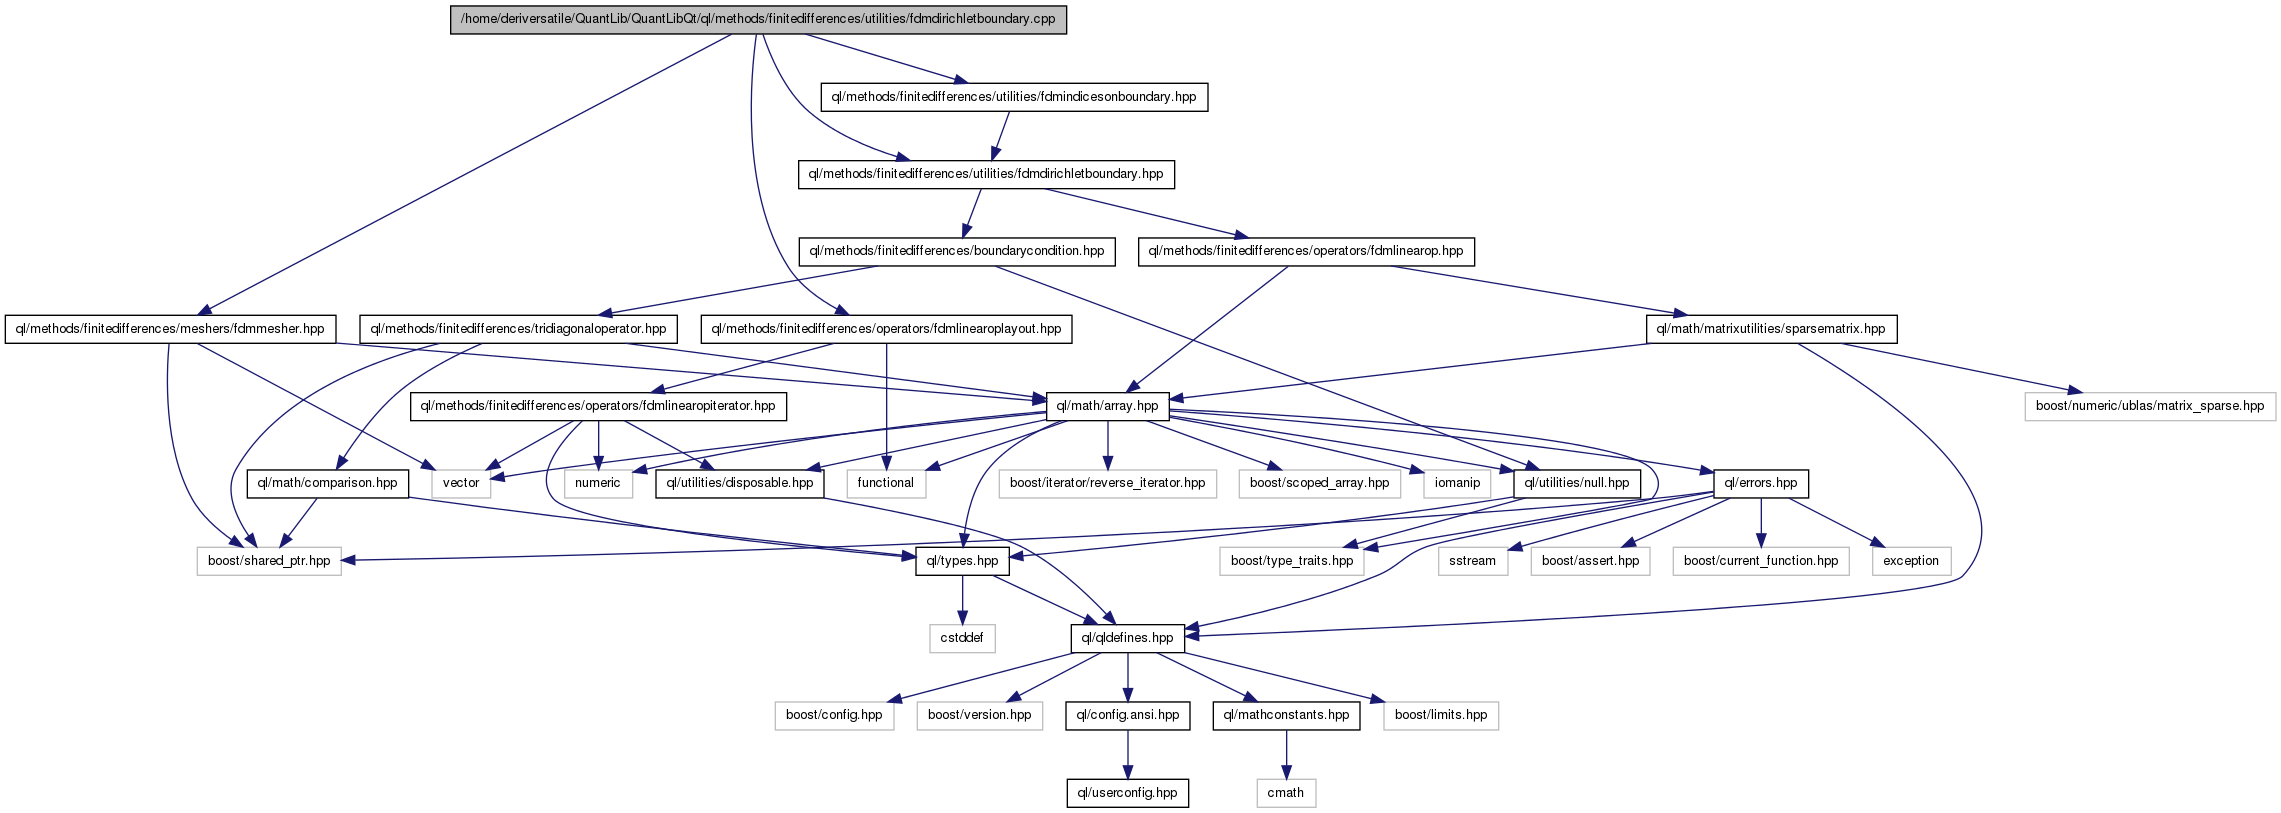 /home/deriversatile/QuantLib/QuantLibQt/ql/methods/finitedifferences/utilities/fdmdirichletboundary.cpp
ql/methods/finitedifferences/utilities/fdmindicesonboundary.hpp
ql/methods/finitedifferences/utilities/fdmdirichletboundary.hpp
ql/methods/finitedifferences/boundarycondition.hpp
ql/methods/finitedifferences/operators/fdmlinearop.hpp
ql/methods/finitedifferences/meshers/fdmmesher.hpp
ql/methods/finitedifferences/tridiagonaloperator.hpp
ql/methods/finitedifferences/operators/fdmlinearoplayout.hpp
ql/math/matrixutilities/sparsematrix.hpp
ql/methods/finitedifferences/operators/fdmlinearopiterator.hpp
ql/math/array.hpp
boost/numeric/ublas/matrix_sparse.hpp
ql/math/comparison.hpp
vector
numeric
ql/utilities/disposable.hpp
functional
boost/iterator/reverse_iterator.hpp
boost/scoped_array.hpp
iomanip
ql/utilities/null.hpp
ql/errors.hpp
boost/shared_ptr.hpp
ql/types.hpp
boost/type_traits.hpp
sstream
boost/assert.hpp
boost/current_function.hpp
exception
cstddef
ql/qldefines.hpp
boost/config.hpp
boost/version.hpp
ql/config.ansi.hpp
ql/mathconstants.hpp
boost/limits.hpp
ql/userconfig.hpp
cmath